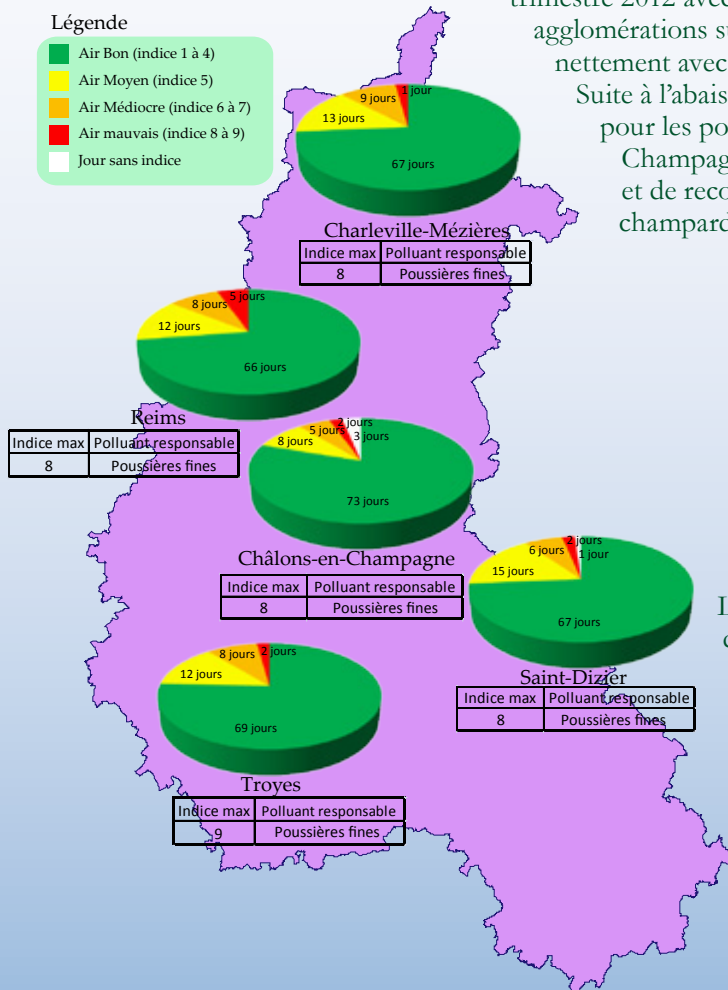 trimestre 2012 avec
agglomérations su
nettement avec
Suite à l'abais
pour les po
Champag
et de reco
champard
Légende
Air Bon (indice 1 à 4)
Air Moyen (indice 5)
Air Médiocre (indice 6 à 7)
Air mauvais (indice 8 à 9)
Jour sans indice
1 jour
9 jours
13 jours
67 jours
Charleville-Mézières
Indice max Polluant responsable
8 Poussières fines
5 jours
8 jours
12 jours
66 jours
Reims
Indice max Polluant responsable
8 Poussières fines
2 jours
5 jours
3 jours
8 jours
73 jours
Châlons-en-Champagne
Indice max Polluant responsable
8 Poussières fines
2 jours
6 jours
1 jour
15 jours
67 jours
Saint-Dizier
Indice max Polluant responsable
8 Poussières fines
2 jours
8 jours
12 jours
69 jours
Troyes
Indice max Polluant responsable
9 Poussières fines